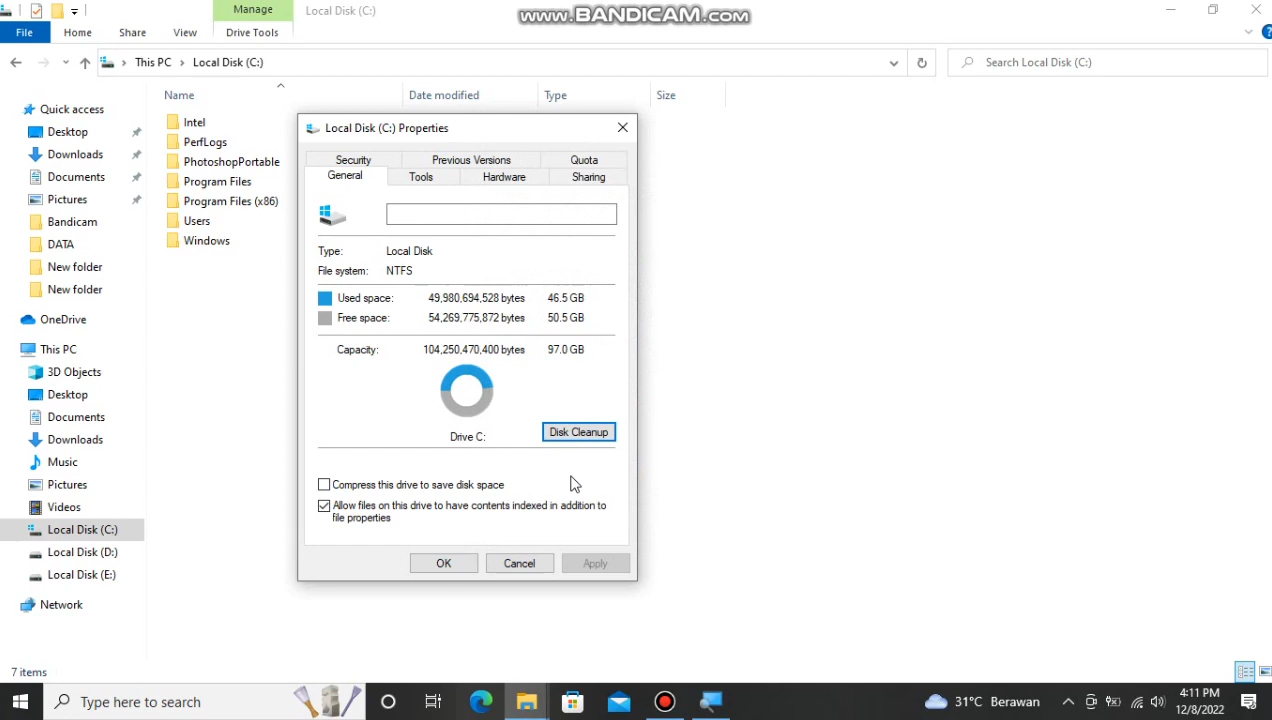 Manage
Local Disk (C:)
www.BANDICAM.com
File
Home
Share
View
Drive Tools
This PC
Local Disk (C:)
Search Local Disk (C:)
Name
Date modified
Type
Size
Quick access
Desktop
Downloads
Documents
Pictures
Bandicam
DATA
New folder
New folder
OneDrive
This PC
3D Objects
Desktop
Documents
Downloads
Music
Pictures
Videos
Local Disk (C:)
Local Disk (D:)
Local Disk (E:)
Network
Intel
PerfLogs
PhotoshopPortable
Program Files
Program Files (x86)
Users
Windows
Local Disk (C:) Properties
Security
Previous Versions
Quota
General
Tools
Hardware
Sharing
Type: Local Disk
File system: NTFS
Used space: 49,980,694,528 bytes 46.5 GB
Free space: 54,269,775,872 bytes 50.5 GB
Capacity: 104,250,470,400 bytes 97.0 GB
Drive C:
Disk Cleanup
Compress this drive to save disk space
Allow files on this drive to have contents indexed in addition to
file properties
OK
Cancel
Apply
7 items
Type here to search
31°C Berawan
4:11 PM
12/8/2022